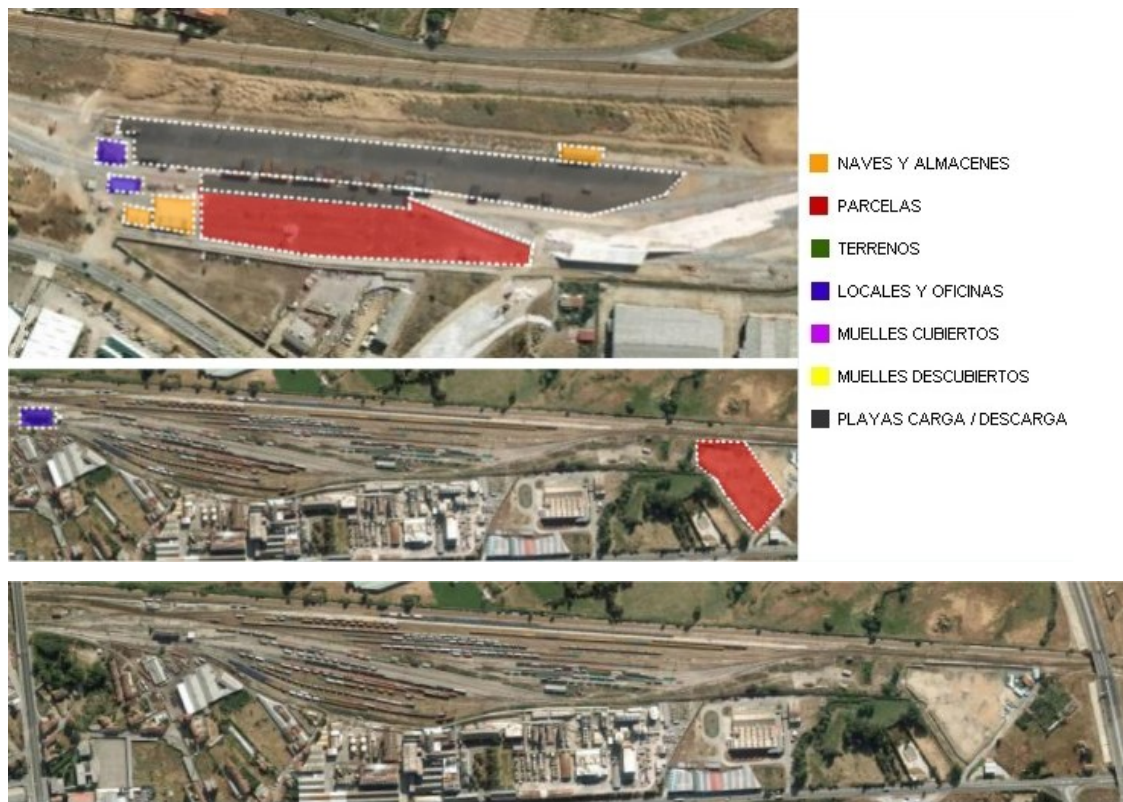 NAVES Y ALMACENES
PARCELAS
TERRENOS
LOCALES Y OFICINAS
MUELLES CUBIERTOS
MUELLES DESCUBIERTOS
PLAYAS CARGA / DESCARGA